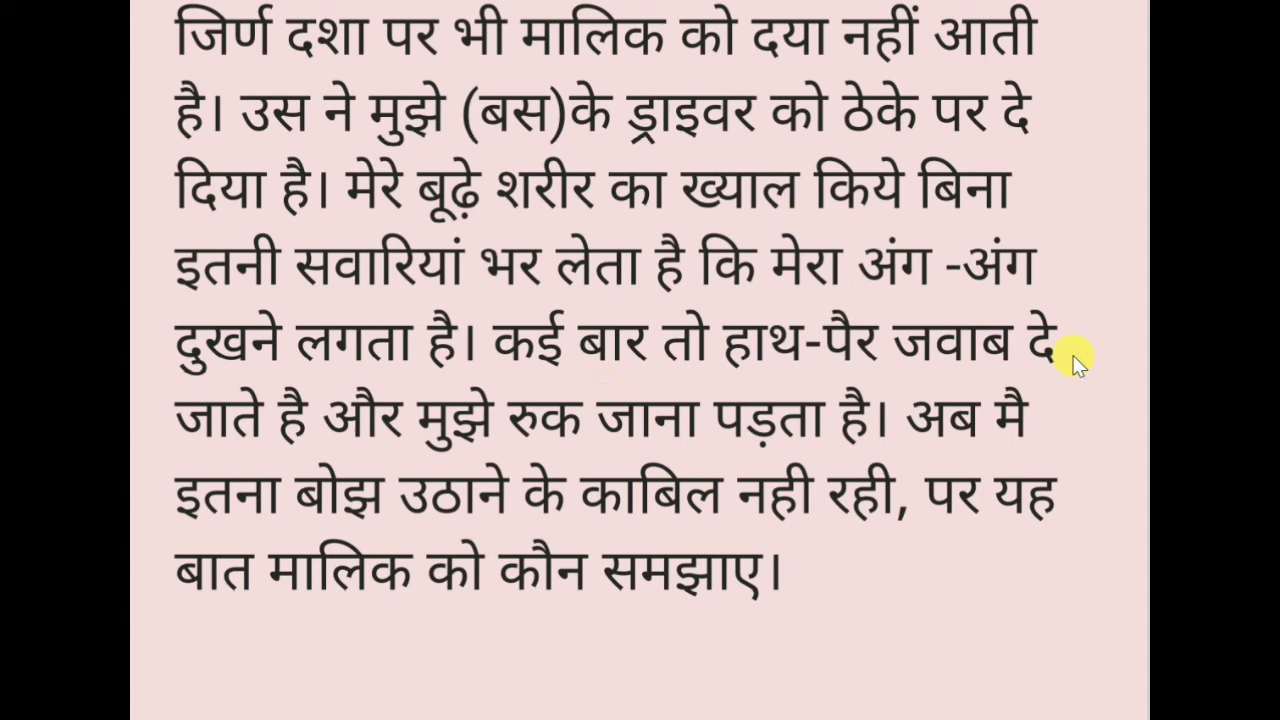 जिर्ण दशा पर भी मालिक को दया नहीं आती
है। उस ने मुझे (बस)के ड्राइवर को ठेके पर दे
दिया है। मेरे बूढ़े शरीर का ख्याल किये बिना
इतनी सवारियां भर लेता है कि मेरा अंग -अंग
दुखने लगता है। कई बार तो हाथ-पैर जवाब दे
जाते है और मुझे रुक जाना पड़ता है। अब मै
इतना बोझ उठाने के काबिल नही रही, पर यह
बात मालिक को कौन समझाए।